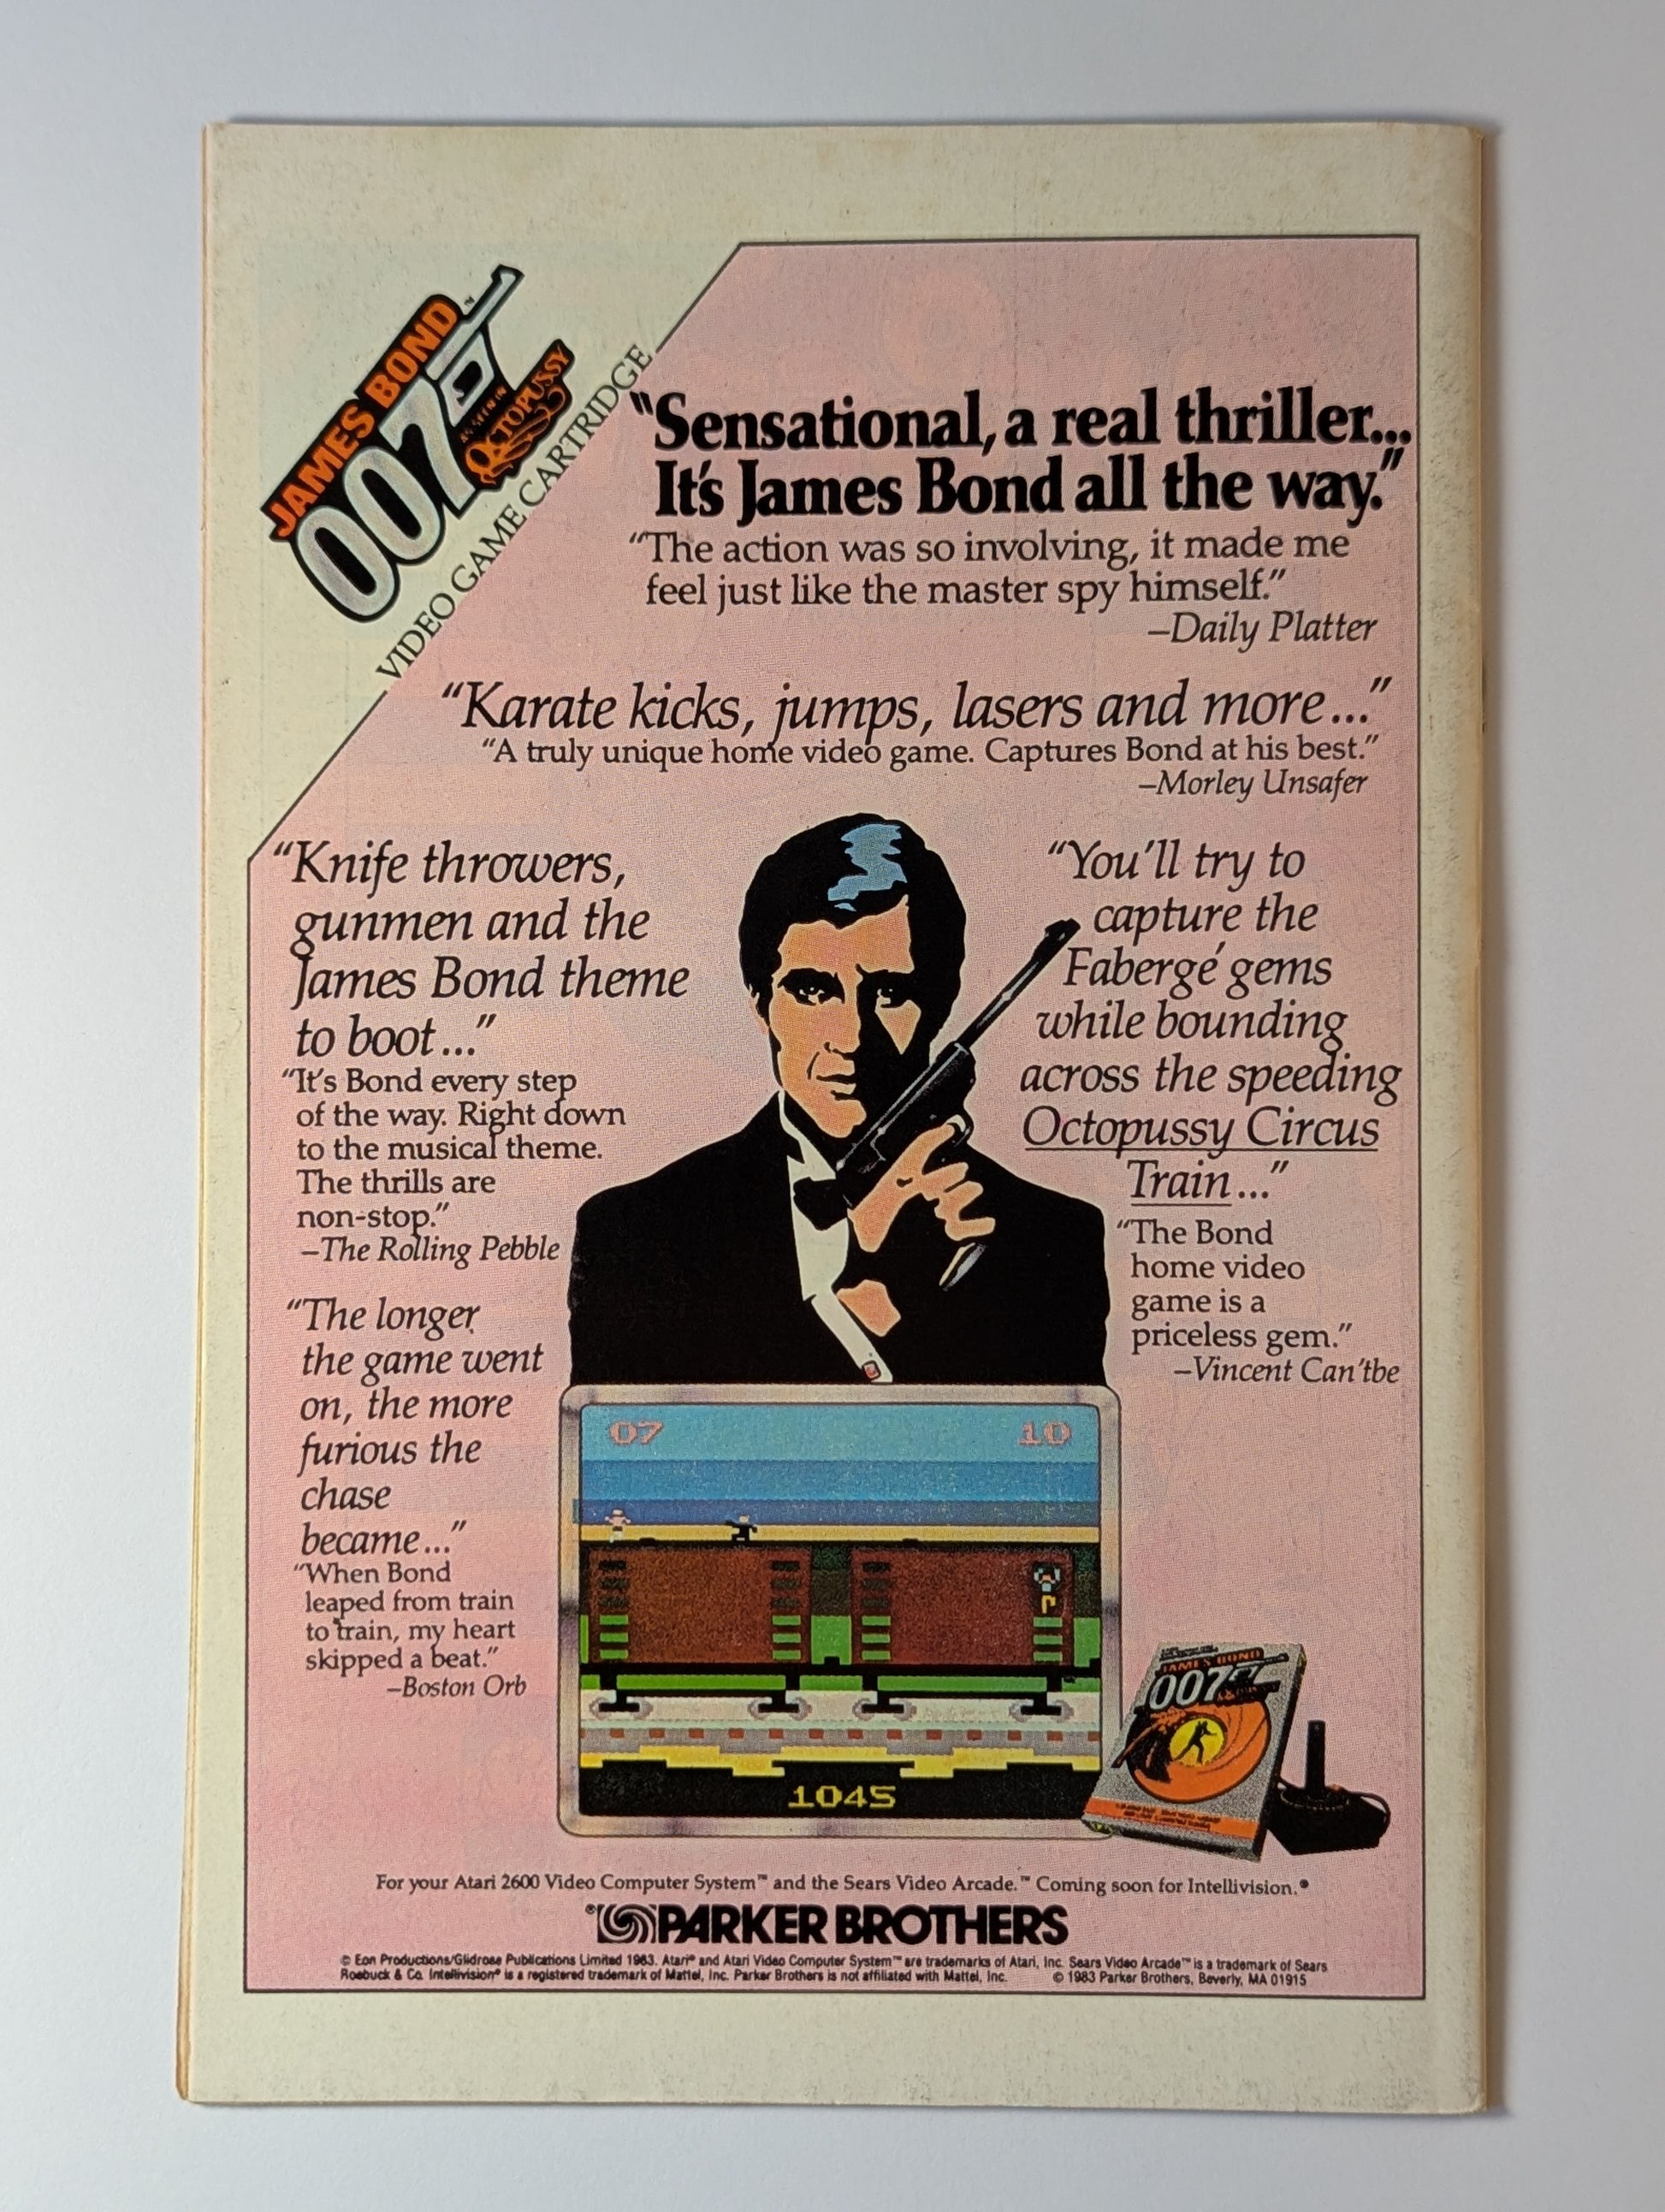 JAMES BOND™
007
AS SEEN IN
OCTOPUSSY
VIDEO GAME CARTRIDGE
“Sensational, a real thriller...
It's James Bond all the way.”
“The action was so involving, it made me
feel just like the master spy himself.”
–Daily Platter
“Karate kicks, jumps, lasers and more...”
“A truly unique home video game. Captures Bond at his best.”
–Morley Unsafer
“Knife throwers,
gunmen and the
James Bond theme
to boot...”
“It's Bond every step
of the way. Right down
to the musical theme.
The thrills are
non-stop.”
–The Rolling Pebble
“The longer
the game went
on, the more
furious the
chase
became...”
“When Bond
leaped from train
to train, my heart
skipped a beat.”
–Boston Orb
“You'll try to
capture the
Fabergé gems
while bounding
across the speeding
Octopussy Circus
Train...”
“The Bond
home video
game is a
priceless gem.”
–Vincent Can'tbe
07 10
1045
JAMES BOND
007
For your Atari 2600 Video Computer System™ and the Sears Video Arcade.™ Coming soon for Intellivision.®
PARKER BROTHERS
© Eon Productions/Glidrose Publications Limited 1983. Atari® and Atari Video Computer System™ are trademarks of Atari, Inc. Sears Video Arcade™ is a trademark of Sears
Roebuck & Co. Intellivision® is a registered trademark of Mattel, Inc. Parker Brothers is not affiliated with Mattel, Inc. © 1983 Parker Brothers, Beverly, MA 01915